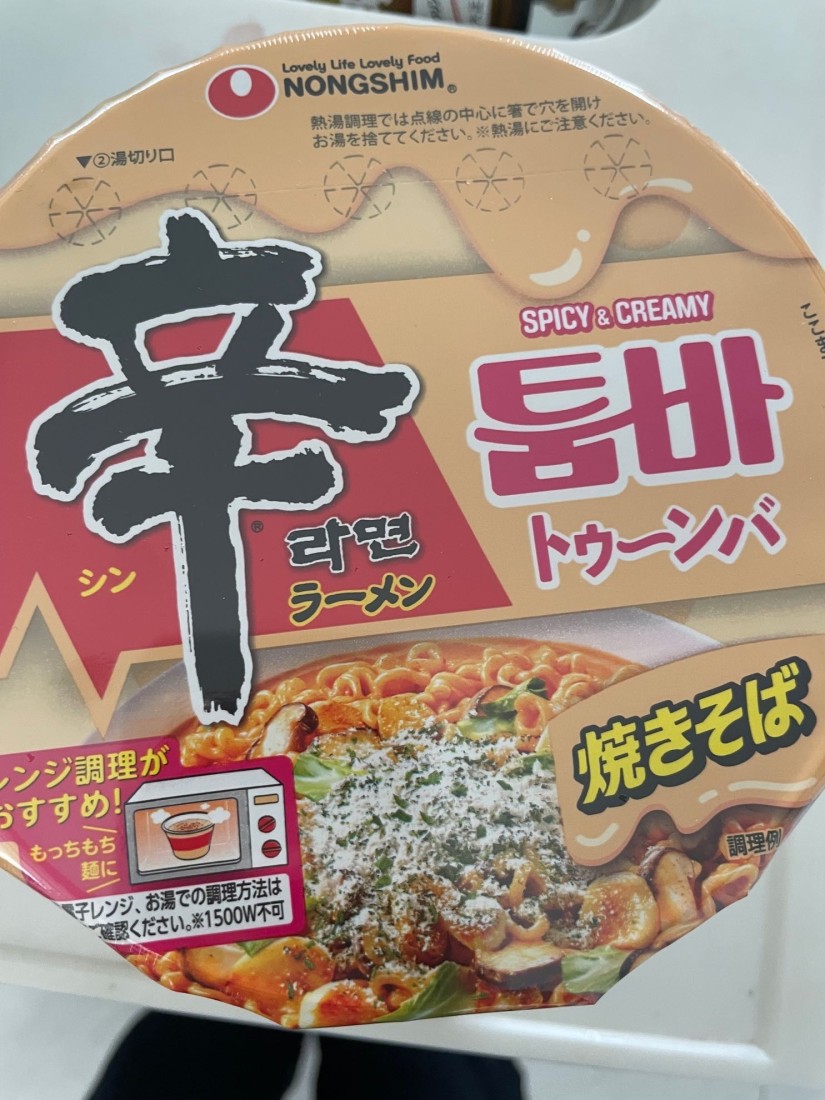 Lovely Life Lovely Food
NONGSHIM®
熱湯調理では点線の中心に箸で穴を開け
お湯を捨ててください。※熱湯にご注意ください。
▼②湯切り口
SPICY & CREAMY
툼바
トゥーンバ
辛®
라면
シン
ラーメン
焼きそば
レンジ調理が
おすすめ!
もっちもち
麺に
子レンジ、お湯での調理方法は
確認ください。※1500W不可
調理例